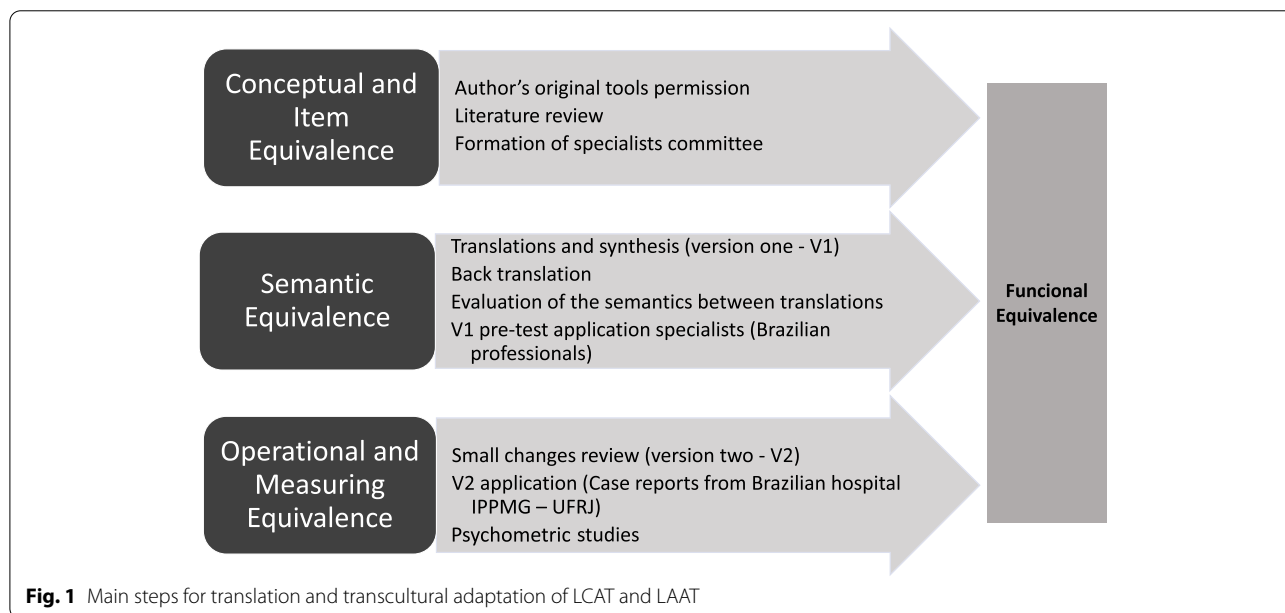 Conceptual and
Item
Equivalence
Author’s original tools permission
Literature review
Formation of specialists committee
Semantic
Equivalence
Translations and synthesis (version one - V1)
Back translation
Evaluation of the semantics between translations
V1 pre-test application specialists (Brazilian
professionals)
Operational and
Measuring
Equivalence
Small changes review (version two - V2)
V2 application (Case reports from Brazilian hospital
IPPMG – UFRJ)
Psychometric studies
Funcional
Equivalence
Fig. 1 Main steps for translation and transcultural adaptation of LCAT and LAAT